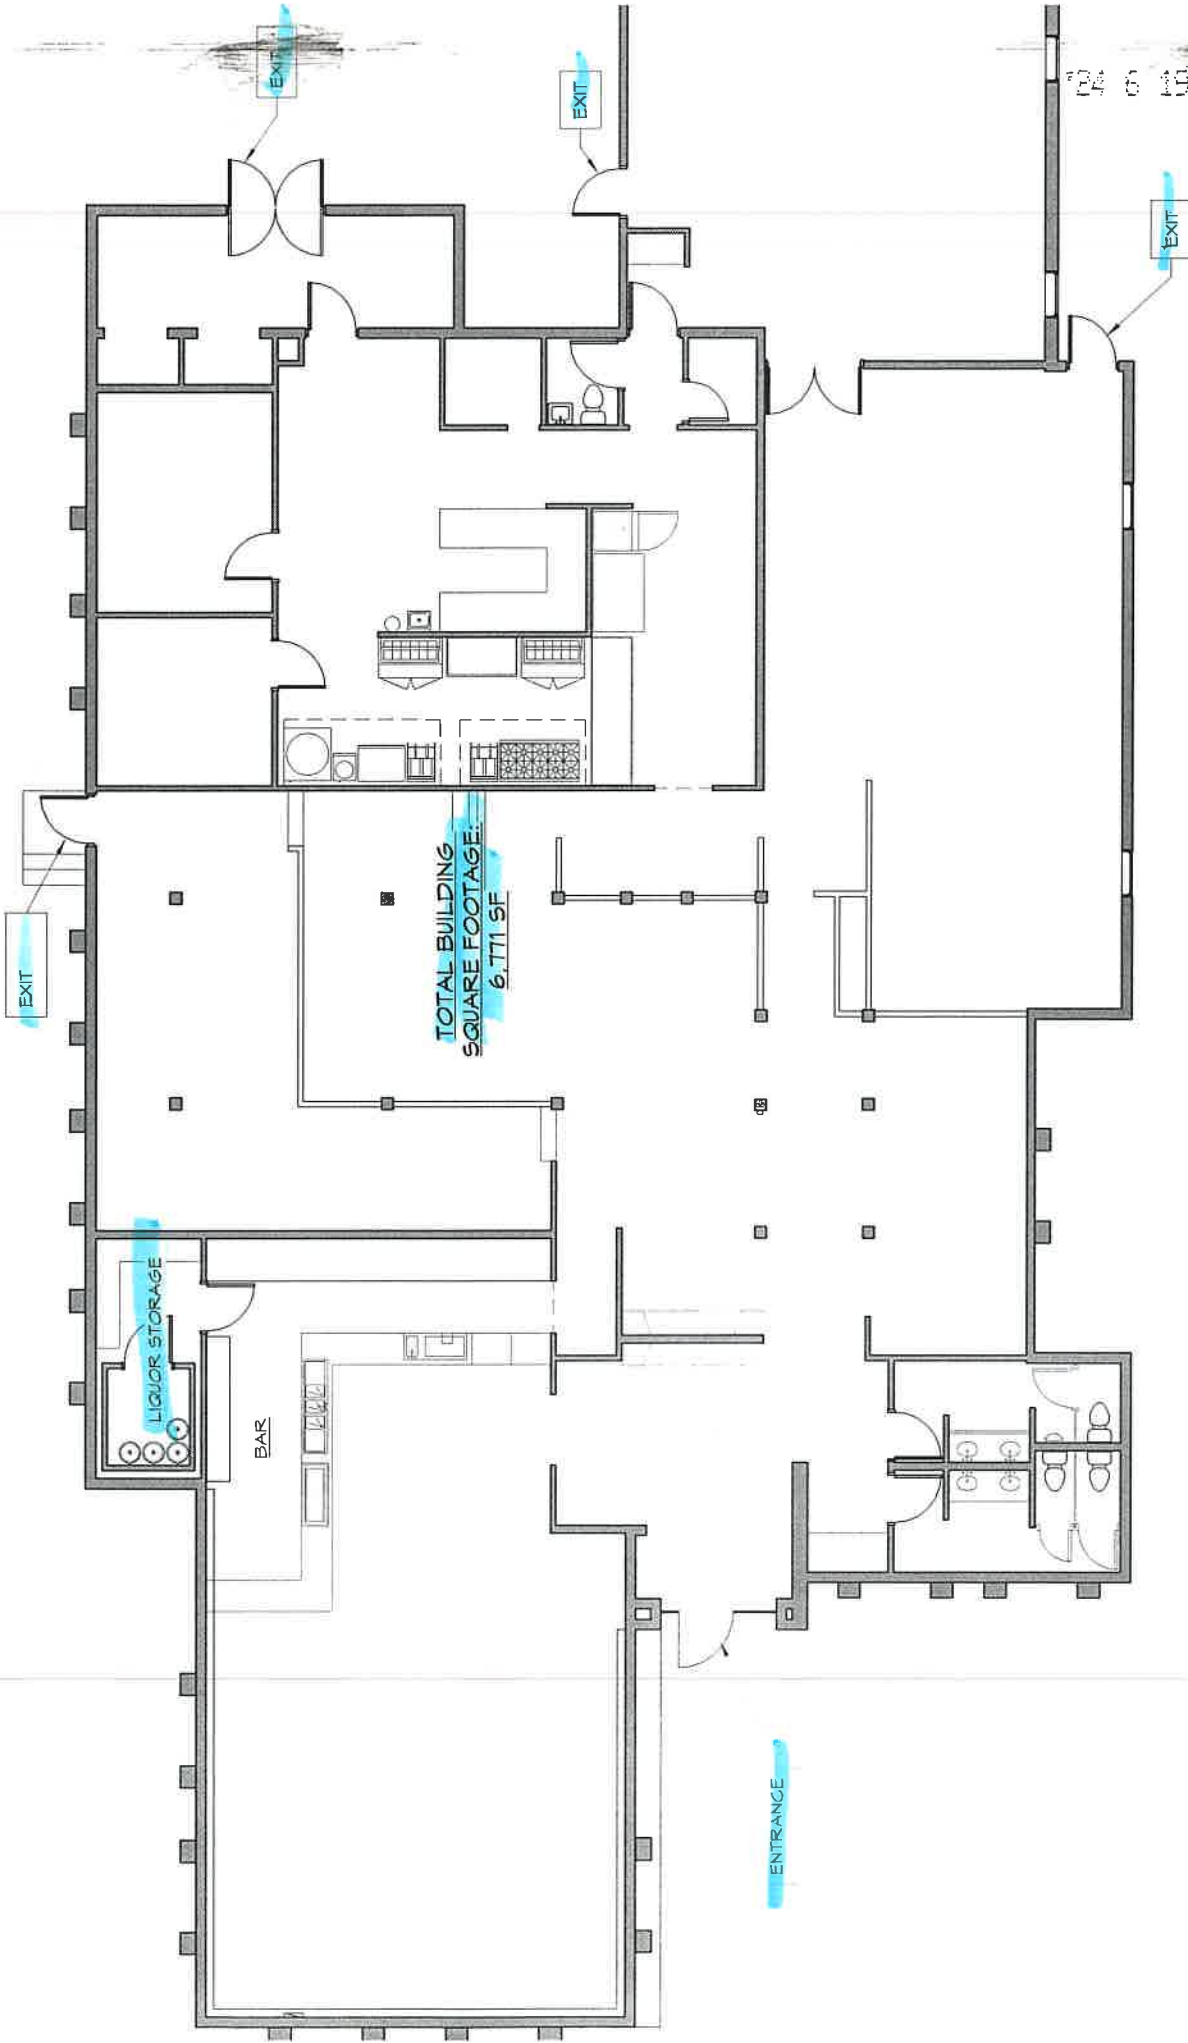 EXIT
EXIT
'24 6 19
EXIT
TOTAL BUILDING
SQUARE FOOTAGE:
6,771 SF
EXIT
LIQUOR STORAGE
BAR
ENTRANCE